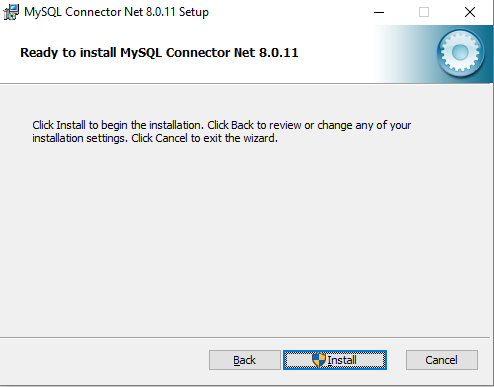 MySQL Connector Net 8.0.11 Setup
Ready to install MySQL Connector Net 8.0.11
Click Install to begin the installation. Click Back to review or change any of your
installation settings. Click Cancel to exit the wizard.
Back Install Cancel